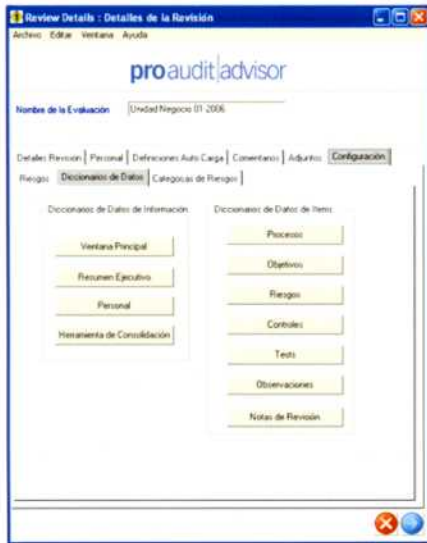 Review Details : Detalles de la Revisión
Archivo Editar Ventana Ayuda
pro audit advisor
Nombre de la Evaluación Unidad Negocio 01-2006
Detalles Revisión Personal Definiciones Auto Carga Comentarios Adjuntos Configuración
Riesgos Diccionarios de Datos Categorías de Riesgos
Diccionarios de Datos de Información
Ventana Principal
Resumen Ejecutivo
Personal
Herramienta de Consolidación
Diccionarios de Datos de Items
Procesos
Objetivos
Riesgos
Controles
Tests
Observaciones
Notas de Revisión